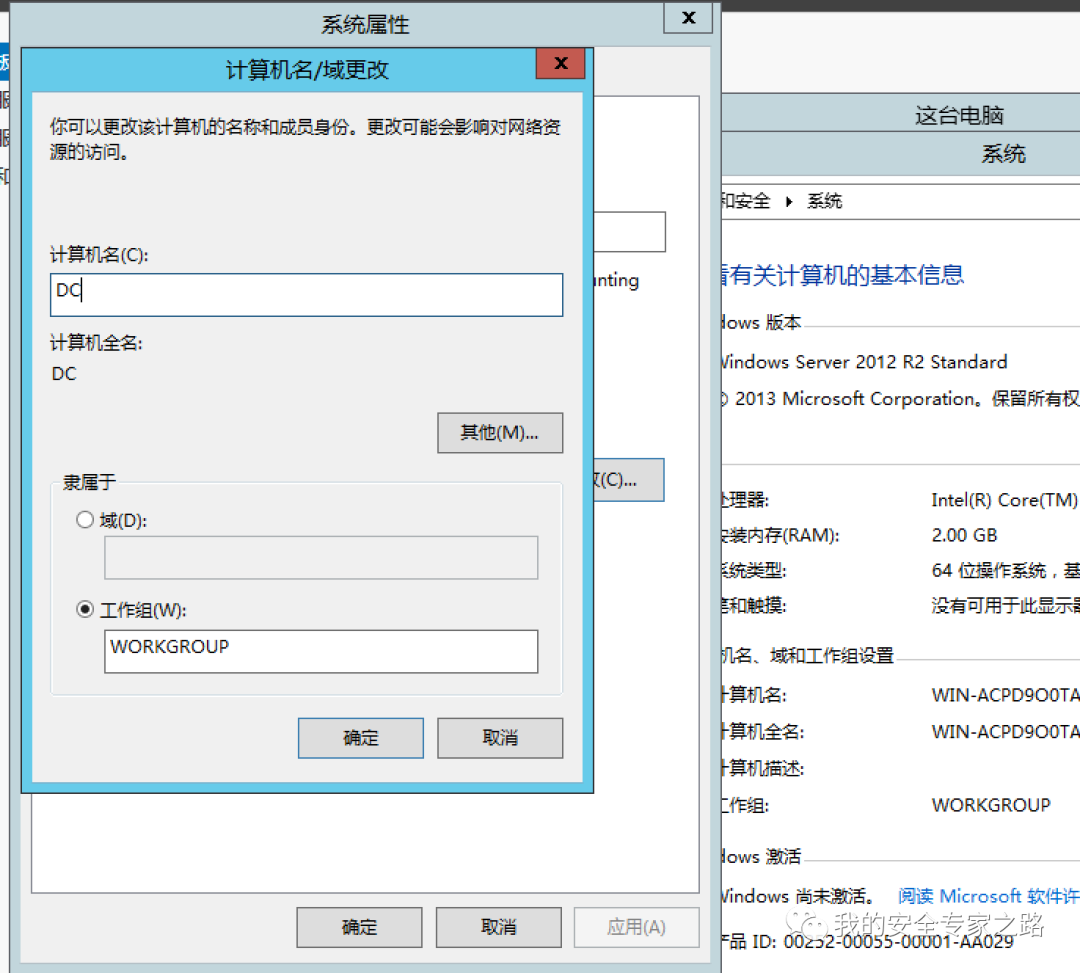 系统属性
x
计算机名/域更改
x
你可以更改该计算机的名称和成员身份。更改可能会影响对网络资
源的访问。
计算机名(C):
DC
计算机全名:
DC
其他(M)...
隶属于
域(D):
工作组(W):
WORKGROUP
确定
取消
unting
(C)...
确定
取消
应用(A)
这台电脑
系统
和安全
系统
有关计算机的基本信息
dows 版本
Windows Server 2012 R2 Standard
© 2013 Microsoft Corporation。保留所有权
处理器:
Intel(R) Core(TM)
安装内存(RAM):
2.00 GB
系统类型:
64 位操作系统，基
笔和触摸:
没有可用于此显示器
机名、域和工作组设置
计算机名:
WIN-ACPD9O0TA
计算机全名:
WIN-ACPD9O0TA
计算机描述:
工作组:
WORKGROUP
dows 激活
Windows 尚未激活。
阅读 Microsoft 软件许
产品 ID: 00252-00055-00001-AA029
我的安全专家之路